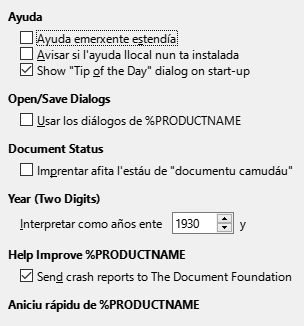 Ayuda
Ayuda emerxente estendía
Avisar si l'ayuda llocal nun ta instalada
Show "Tip of the Day" dialog on start-up
Open/Save Dialogs
Usar los diálogos de %PRODUCTNAME
Document Status
Imprentar afita l'estáu de "documentu camudáu"
Year (Two Digits)
Interpretar como años ente 1930 y
Help Improve %PRODUCTNAME
Send crash reports to The Document Foundation
Aniciu rápidu de %PRODUCTNAME